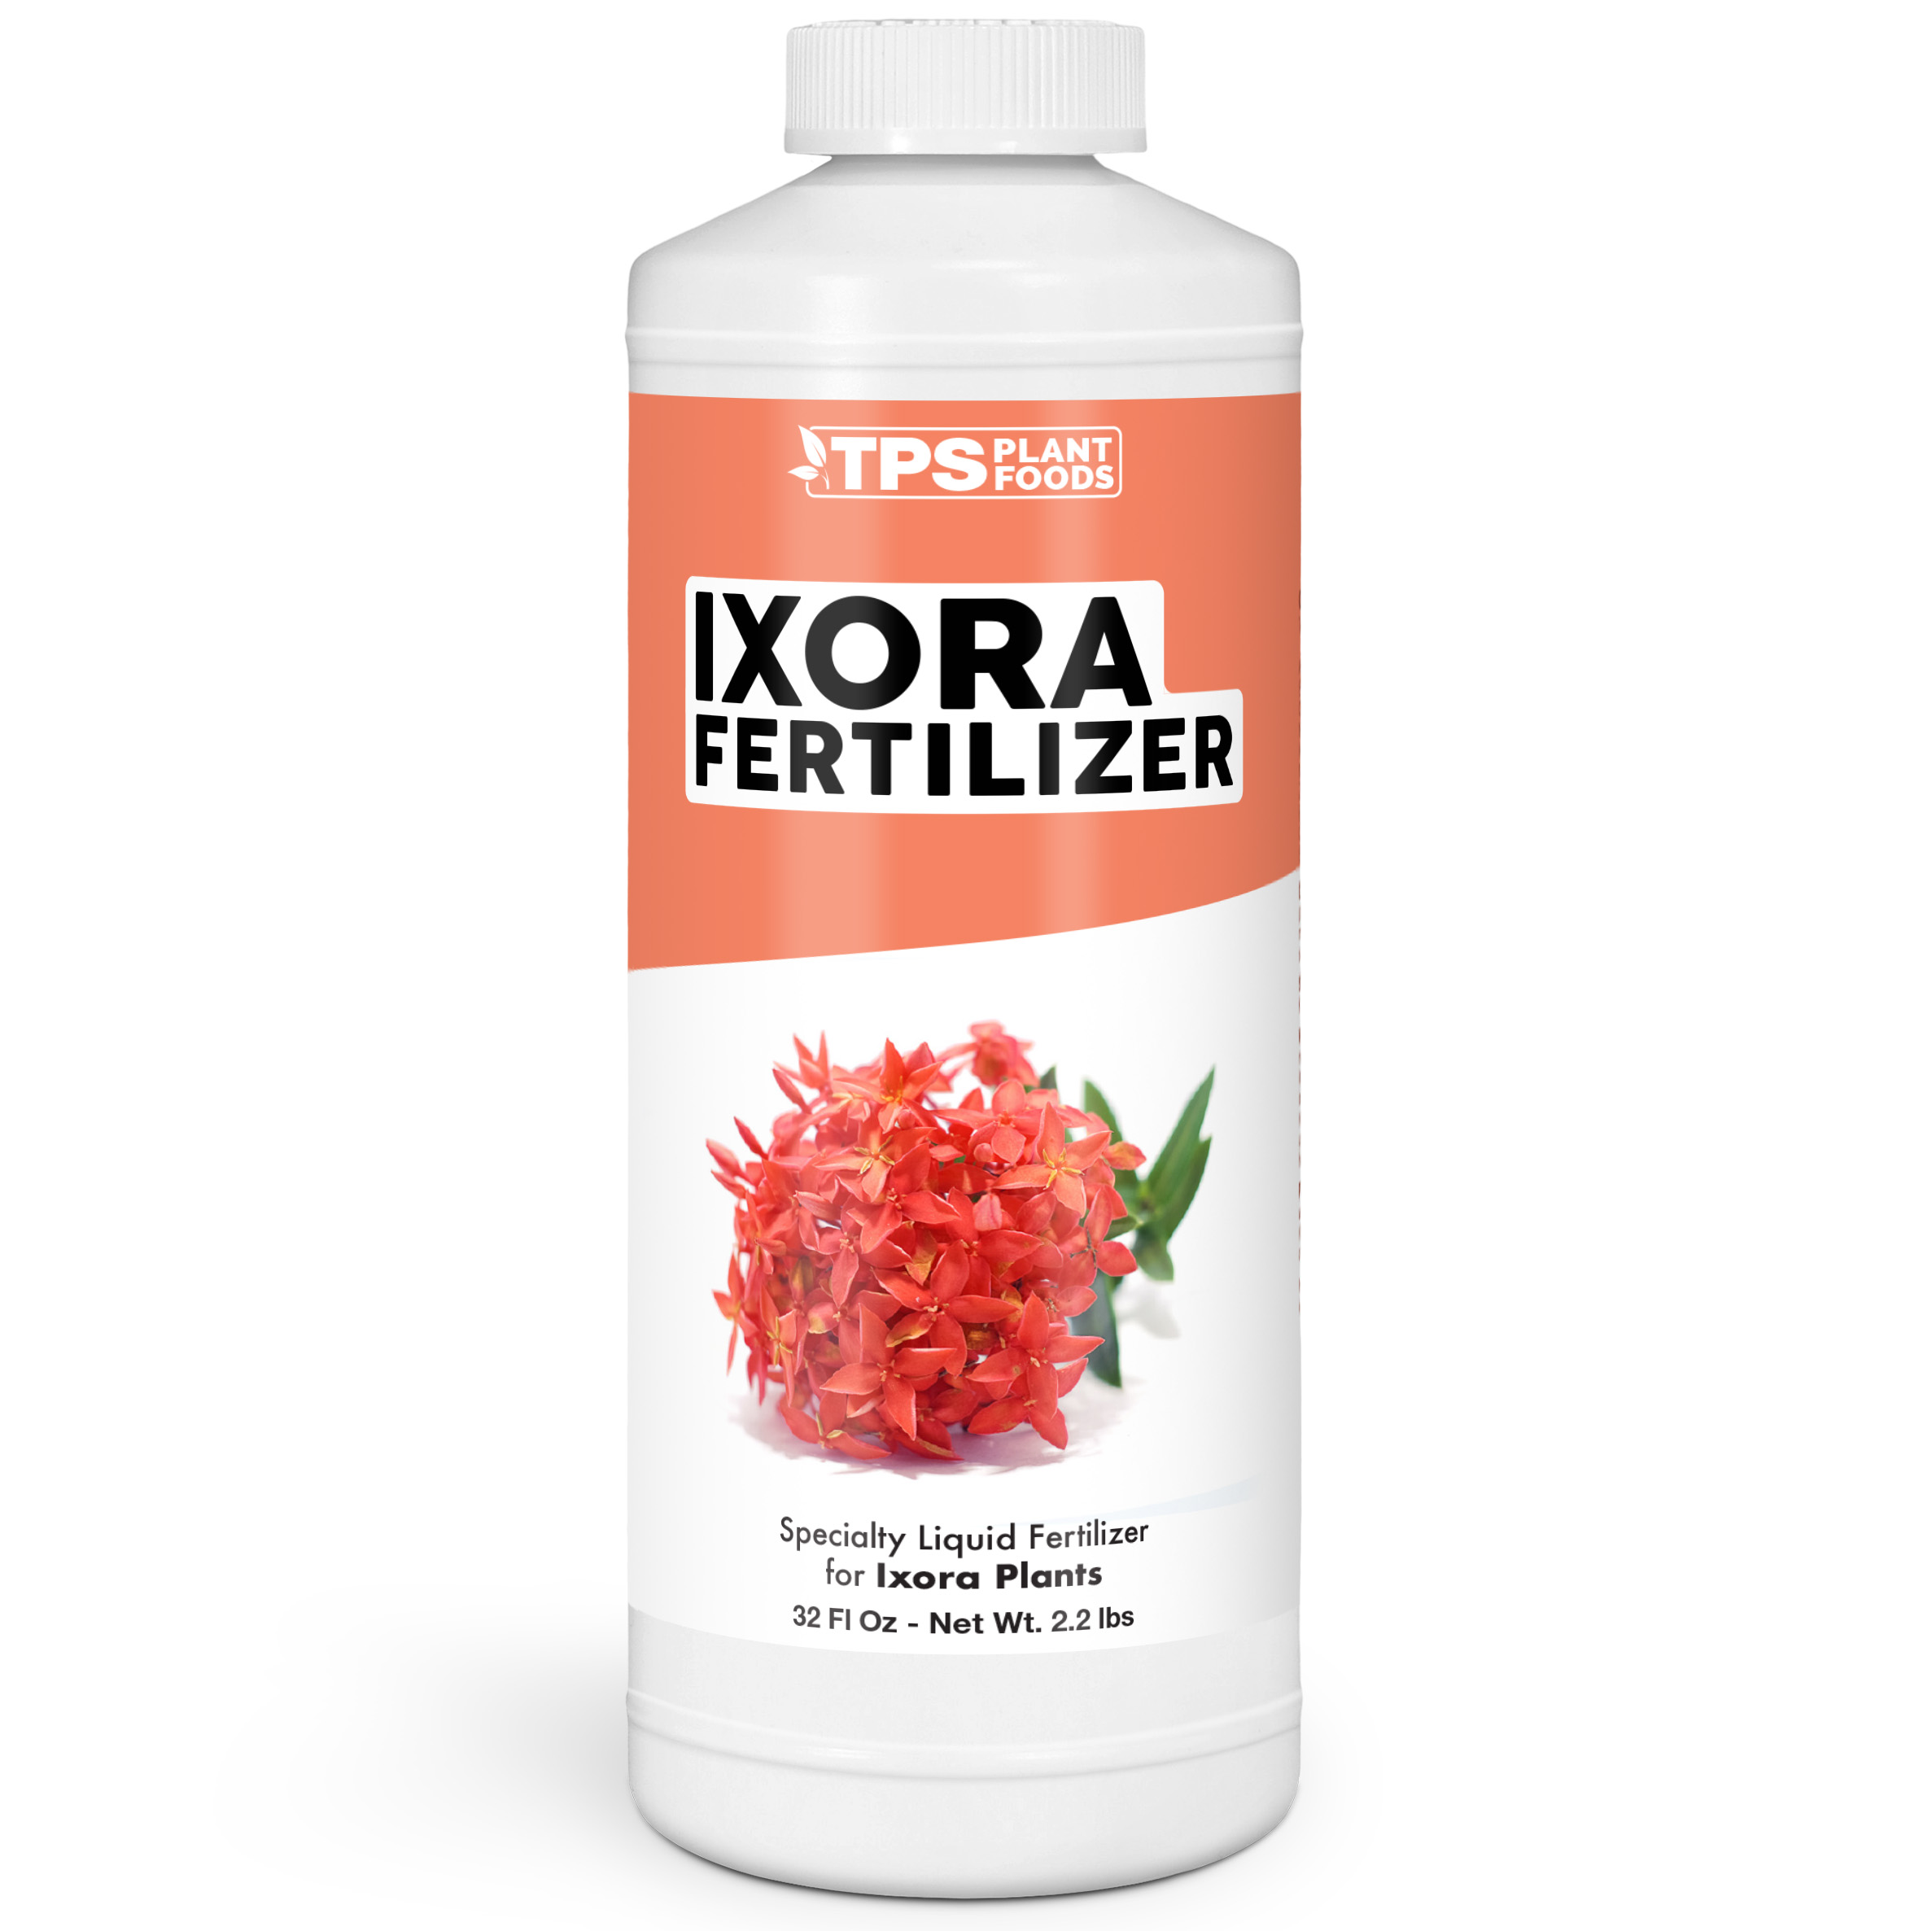 TPS PLANT FOODS
IXORA
FERTILIZER
Specialty Liquid Fertilizer
for Ixora Plants
32 Fl Oz - Net Wt. 2.2 lbs